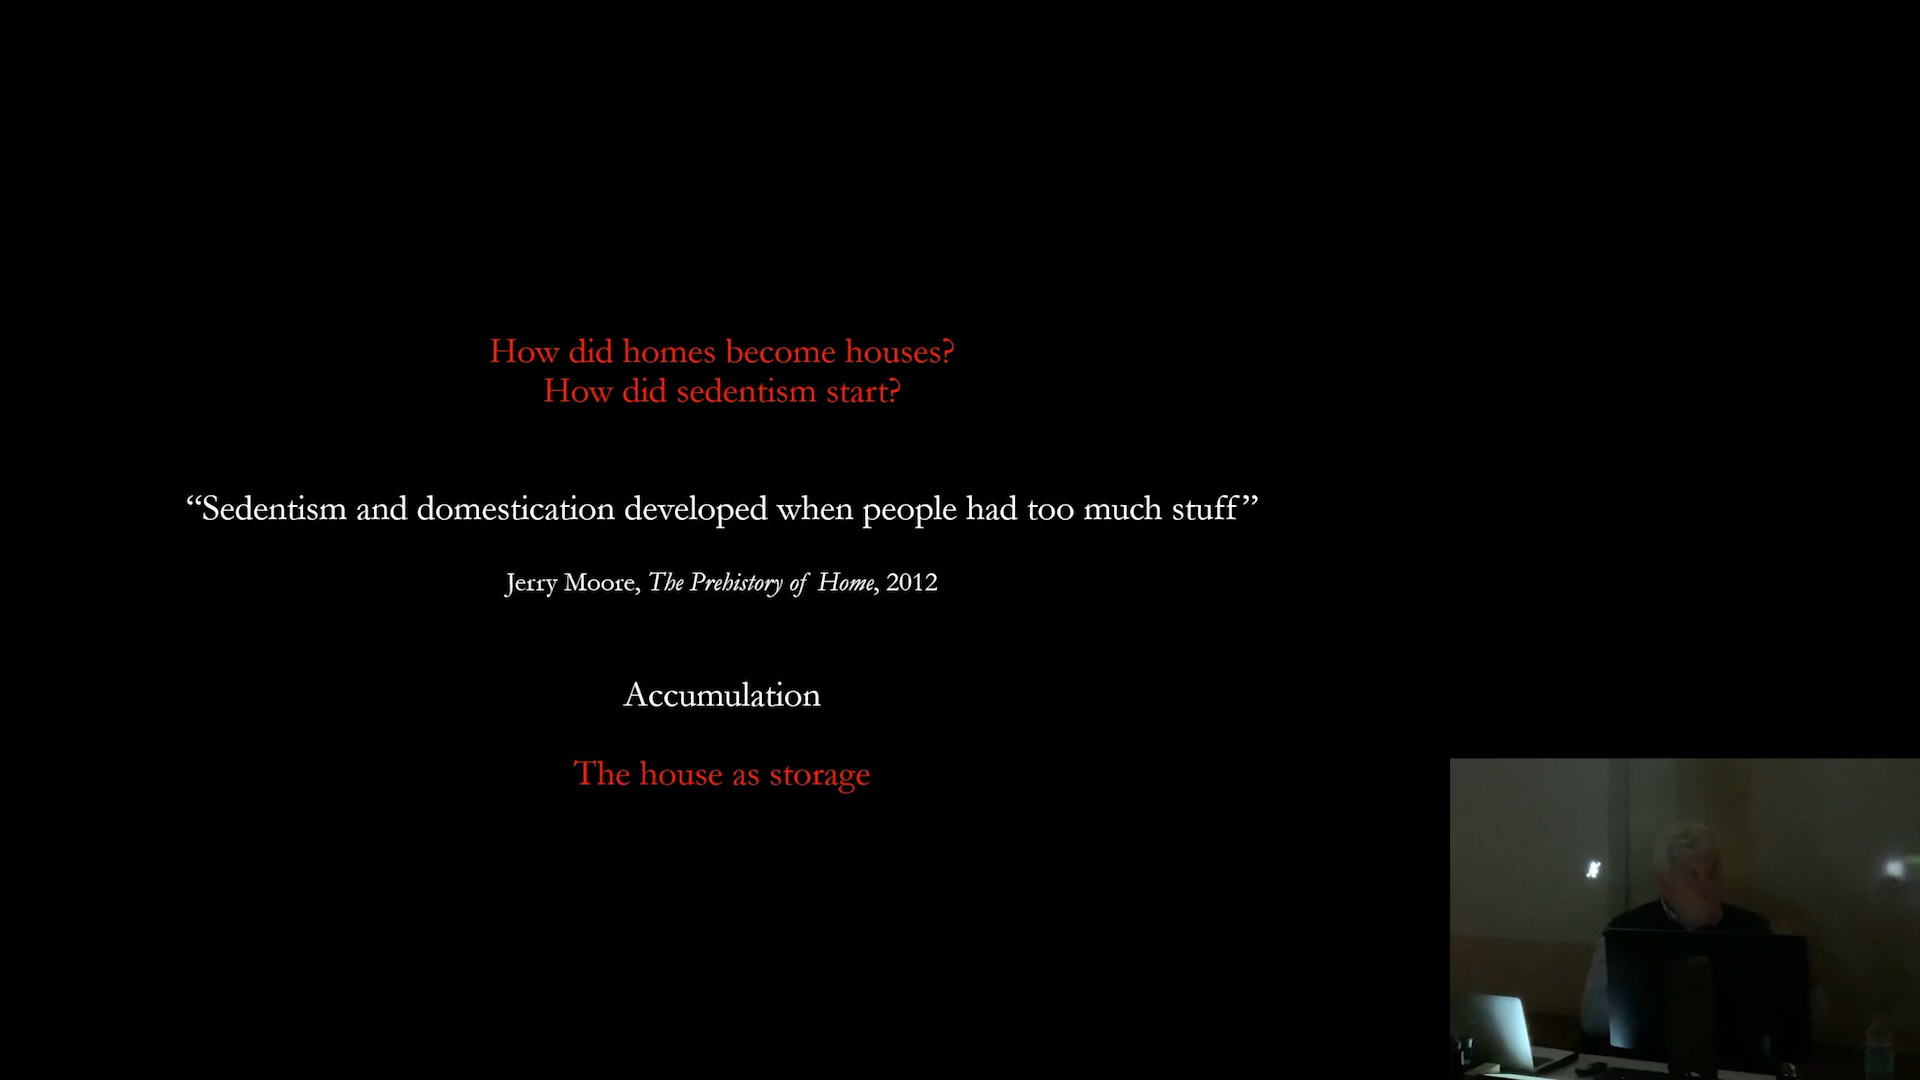 How did homes become houses?
How did sedentism start?
“Sedentism and domestication developed when people had too much stuff”
Jerry Moore, The Prehistory of Home, 2012
Accumulation
The house as storage